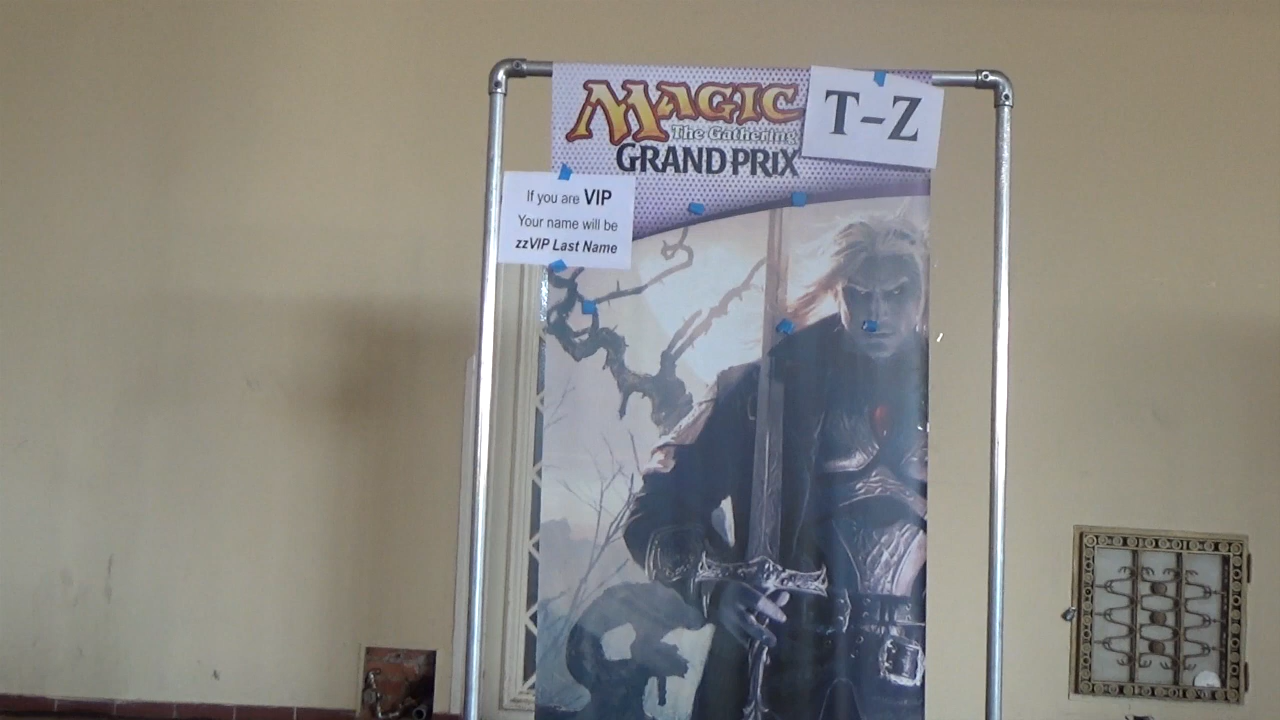 MAGIC
The Gathering
GRAND PRIX
T-Z
If you are VIP
Your name will be
zzVIP Last Name